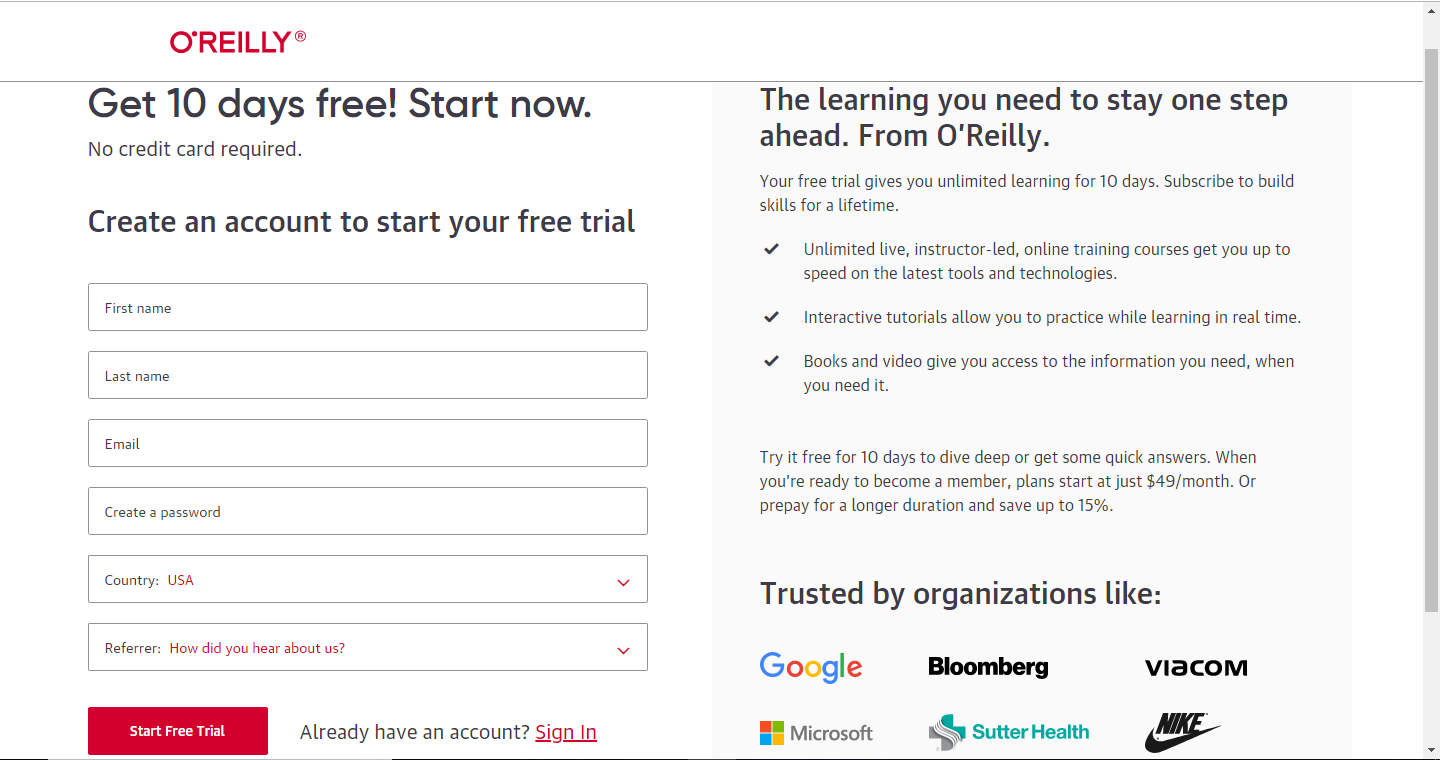 O'REILLY®
Get 10 days free! Start now.
No credit card required.
Create an account to start your free trial
First name
Last name
Email
Create a password
Country: USA
Referrer: How did you hear about us?
Start Free Trial
Already have an account? Sign In
The learning you need to stay one step
ahead. From O’Reilly.
Your free trial gives you unlimited learning for 10 days. Subscribe to build
skills for a lifetime.
Unlimited live, instructor-led, online training courses get you up to
speed on the latest tools and technologies.
Interactive tutorials allow you to practice while learning in real time.
Books and video give you access to the information you need, when
you need it.
Try it free for 10 days to dive deep or get some quick answers. When
you’re ready to become a member, plans start at just $49/month. Or
prepay for a longer duration and save up to 15%.
Trusted by organizations like:
Google
Bloomberg
VIACOM
Microsoft
Sutter Health
NIKE